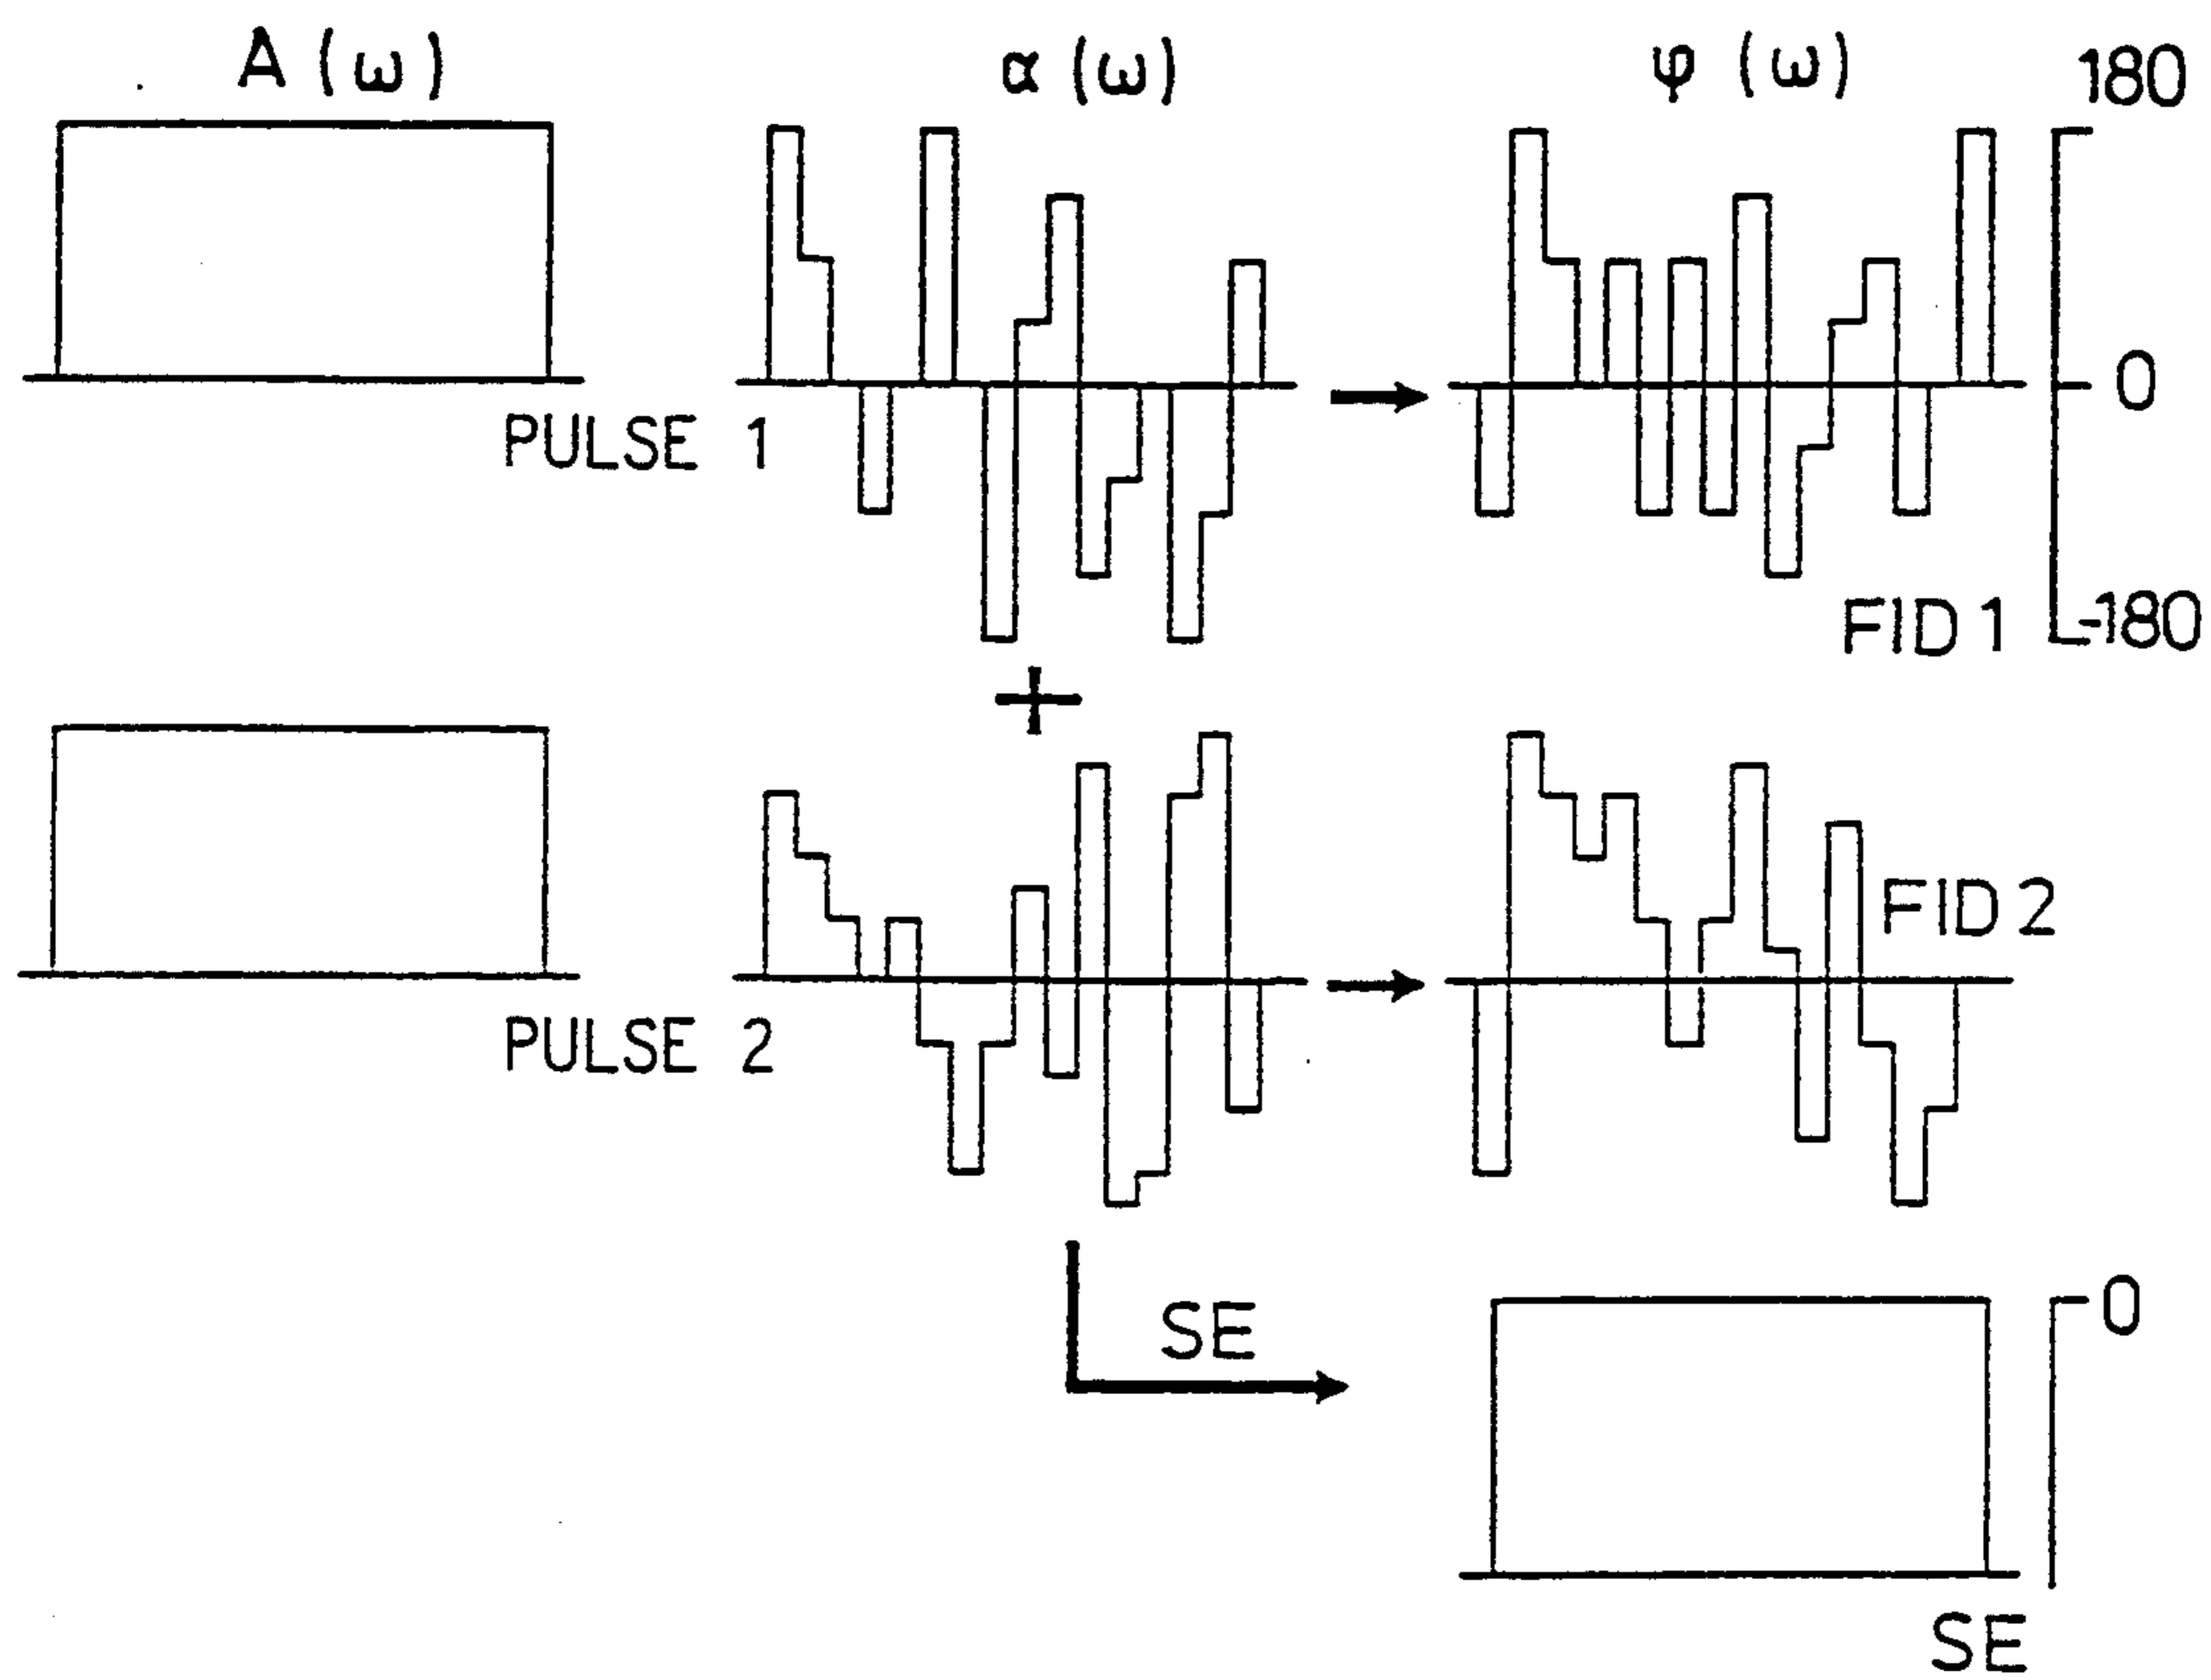 A (ω)
α (ω)
φ (ω)
180
0
-180
PULSE 1
FID 1
+
PULSE 2
FID 2
SE
0
SE